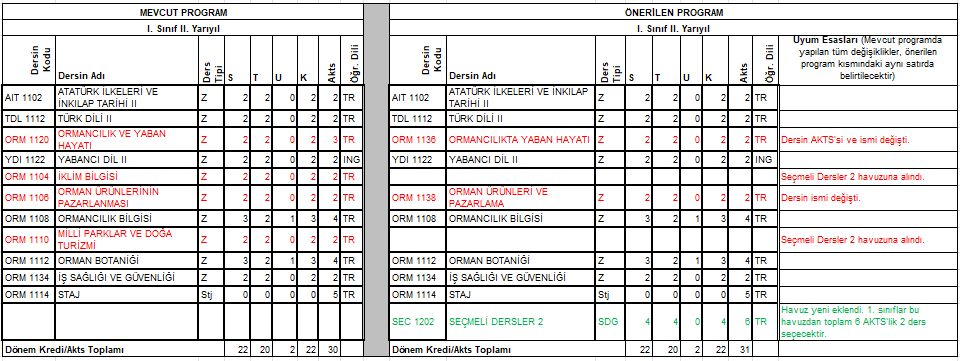 MEVCUT PROGRAM ÖNERİLEN PROGRAM
I. Sınıf II. Yarıyıl I. Sınıf II. Yarıyıl
Dersin Kodu Dersin Adı Ders Tipi S T U K Akts Öğr. Dili Dersin Kodu Dersin Adı Ders Tipi S T U K Akts Öğr. Dili Uyum Esasları (Mevcut programda yapılan tüm değişiklikler, önerilen program kısmındaki aynı satırda belirtilecektir)
AIT 1102 ATATÜRK İLKELERİ VE İNKILAP TARİHİ II Z 2 2 0 2 2 TR AIT 1102 ATATÜRK İLKELERİ VE İNKILAP TARİHİ II Z 2 2 0 2 2 TR
TDL 1112 TÜRK DİLİ II Z 2 2 0 2 2 TR TDL 1112 TÜRK DİLİ II Z 2 2 0 2 2 TR
ORM 1120 ORMANCILIK VE YABAN HAYATI Z 2 2 0 2 3 TR ORM 1136 ORMANCILIKTA YABAN HAYATI Z 2 2 0 2 2 TR Dersin AKTS'si ve ismi değişti.
YDI 1122 YABANCI DİL II Z 2 2 0 2 2 ING YDI 1122 YABANCI DİL II Z 2 2 0 2 2 ING
ORM 1104 İKLİM BİLGİSİ Z 2 2 0 2 2 TR Seçmeli Dersler 2 havuzuna alındı.
ORM 1106 ORMAN ÜRÜNLERİNİN PAZARLANMASI Z 2 2 0 2 2 TR ORM 1138 ORMAN ÜRÜNLERİ VE PAZARLAMA Z 2 2 0 2 2 TR Dersin ismi değişti.
ORM 1108 ORMANCILIK BİLGİSİ Z 3 2 1 3 4 TR ORM 1108 ORMANCILIK BİLGİSİ Z 3 2 1 3 4 TR
ORM 1110 MİLLİ PARKLAR VE DOĞA TURİZMİ Z 2 2 0 2 2 TR Seçmeli Dersler 2 havuzuna alındı.
ORM 1112 ORMAN BOTANİĞİ Z 3 2 1 3 4 TR ORM 1112 ORMAN BOTANİĞİ Z 3 2 1 3 4 TR
ORM 1134 İŞ SAĞLIĞI VE GÜVENLİĞİ Z 2 2 0 2 2 TR ORM 1134 İŞ SAĞLIĞI VE GÜVENLİĞİ Z 2 2 0 2 2 TR
ORM 1114 STAJ Stj 0 0 0 0 5 TR ORM 1114 STAJ Stj 0 0 0 0 5 TR
SEC 1202 SEÇMELİ DERSLER 2 SDG 4 4 0 4 6 TR Havuz yeni eklendi. 1. sınıflar bu havuzdan toplam 6 AKTS'lik 2 ders seçecektir.
Dönem Kredi/Akts Toplamı 22 20 2 22 30 Dönem Kredi/Akts Toplamı 22 20 2 22 31